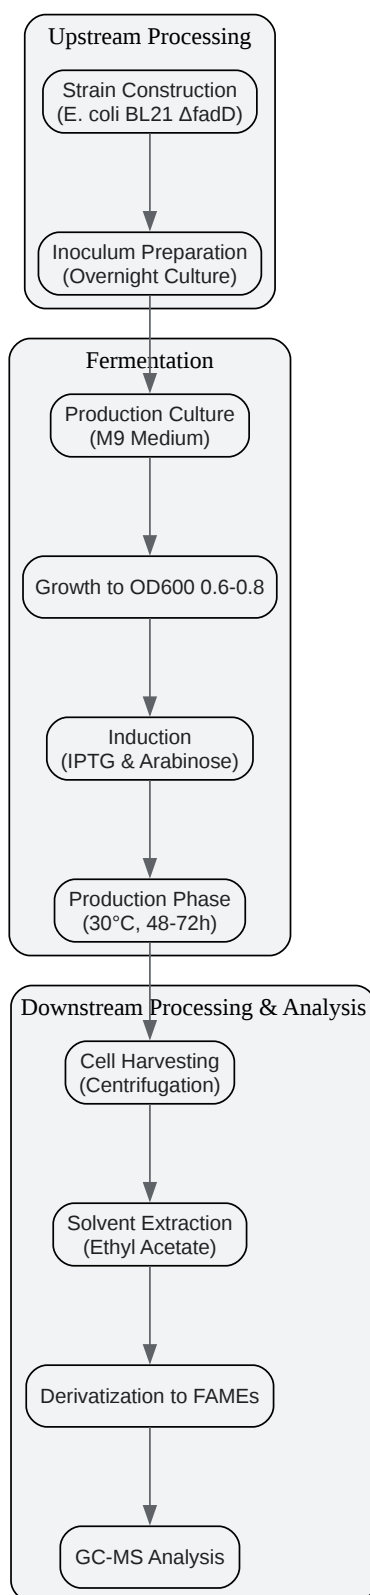 Upstream Processing
Strain Construction
(E. coli BL21 ΔfadD)
Inoculum Preparation
(Overnight Culture)
Fermentation
Production Culture
(M9 Medium)
Growth to OD600 0.6-0.8
Induction
(IPTG & Arabinose)
Production Phase
(30°C, 48-72h)
Downstream Processing & Analysis
Cell Harvesting
(Centrifugation)
Solvent Extraction
(Ethyl Acetate)
Derivatization to FAMEs
GC-MS Analysis